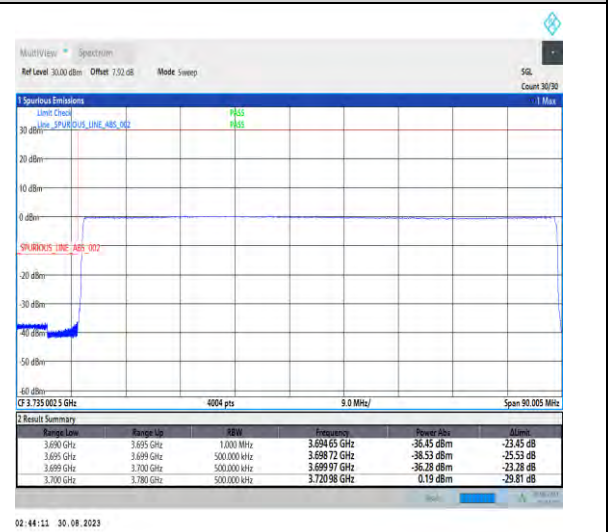 MultiView Spectrum
Ref Level 30.00 dBm Offset 7.92 dB Mode Sweep SGL
Count 30/30
1 Spurious Emissions 1 Max
Limit Check PASS
Line _SPURIOUS_LINE_ABS_002 PASS
30 dBm
20 dBm
10 dBm
0 dBm
_SPURIOUS_LINE_ABS_002
-20 dBm
-30 dBm
-40 dBm
-50 dBm
-60 dBm
CF 3.735 002 5 GHz 4004 pts 9.0 MHz/ Span 90.005 MHz
2 Result Summary
Range Low Range Up RBW Frequency Power Abs ΔLimit
3.690 GHz 3.695 GHz 1.000 MHz 3.694 65 GHz -36.45 dBm -23.45 dB
3.695 GHz 3.699 GHz 500.000 kHz 3.698 72 GHz -38.53 dBm -25.53 dB
3.699 GHz 3.700 GHz 500.000 kHz 3.699 97 GHz -36.28 dBm -23.28 dB
3.700 GHz 3.780 GHz 500.000 kHz 3.720 98 GHz 0.19 dBm -29.81 dB
02:44:11 30.08.2023